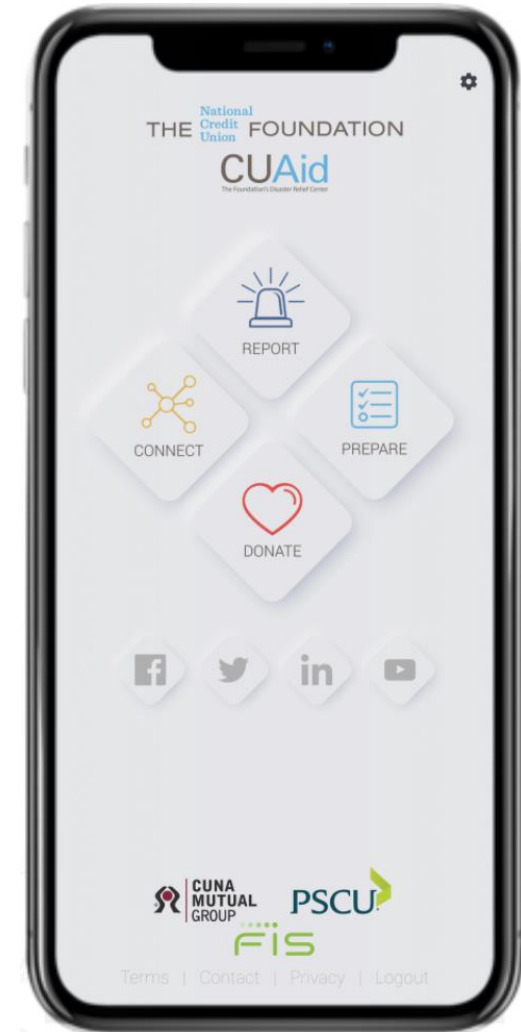 THE National Credit Union FOUNDATION
CUAid
The Foundation's Disaster Relief Center
REPORT
CONNECT
PREPARE
DONATE
in
CUNA
MUTUAL
GROUP
PSCU
FIS
Terms | Contact | Privacy | Logout